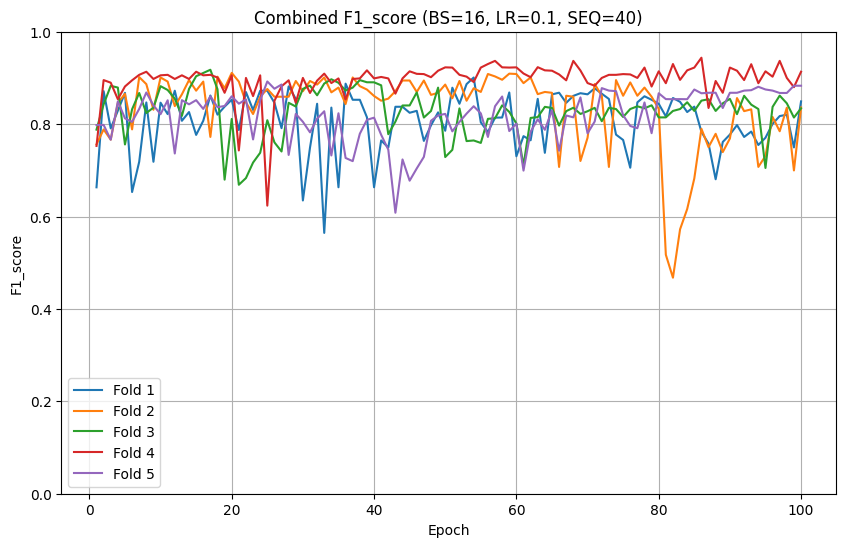 Combined F1_score (BS=16, LR=0.1, SEQ=40)
1.0
0.8
0.6
0.4
0.2
0.0
F1_score
Fold 1
Fold 2
Fold 3
Fold 4
Fold 5
0 20 40 60 80 100
Epoch